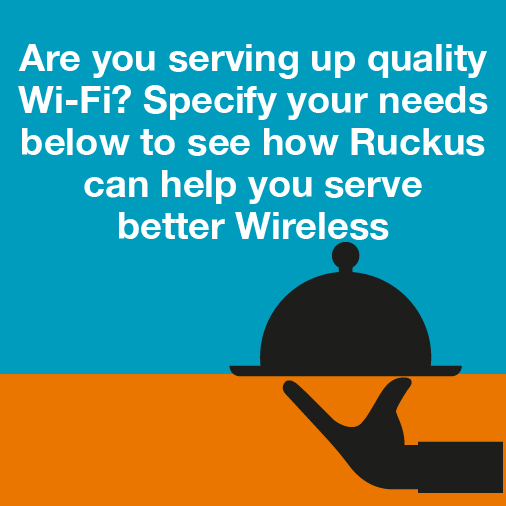 Are you serving up quality
Wi-Fi? Specify your needs
below to see how Ruckus
can help you serve
better Wireless